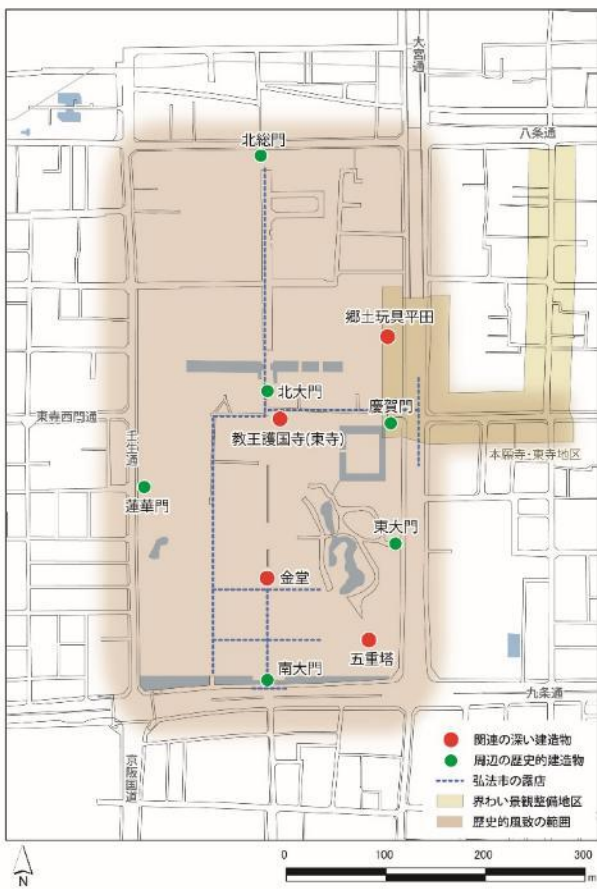 大宮通
八条通
北総門
郷土玩具平田
北大門
慶賀門
東寺西門通
教王護国寺(東寺)
壬生通
本願寺・東寺地区
蓮華門
東大門
金堂
五重塔
南大門
九条通
京阪国道
関連の深い建造物
周辺の歴史的建造物
弘法市の露店
界わい景観整備地区
歴史的風致の範囲
N
0 100 200 300
m